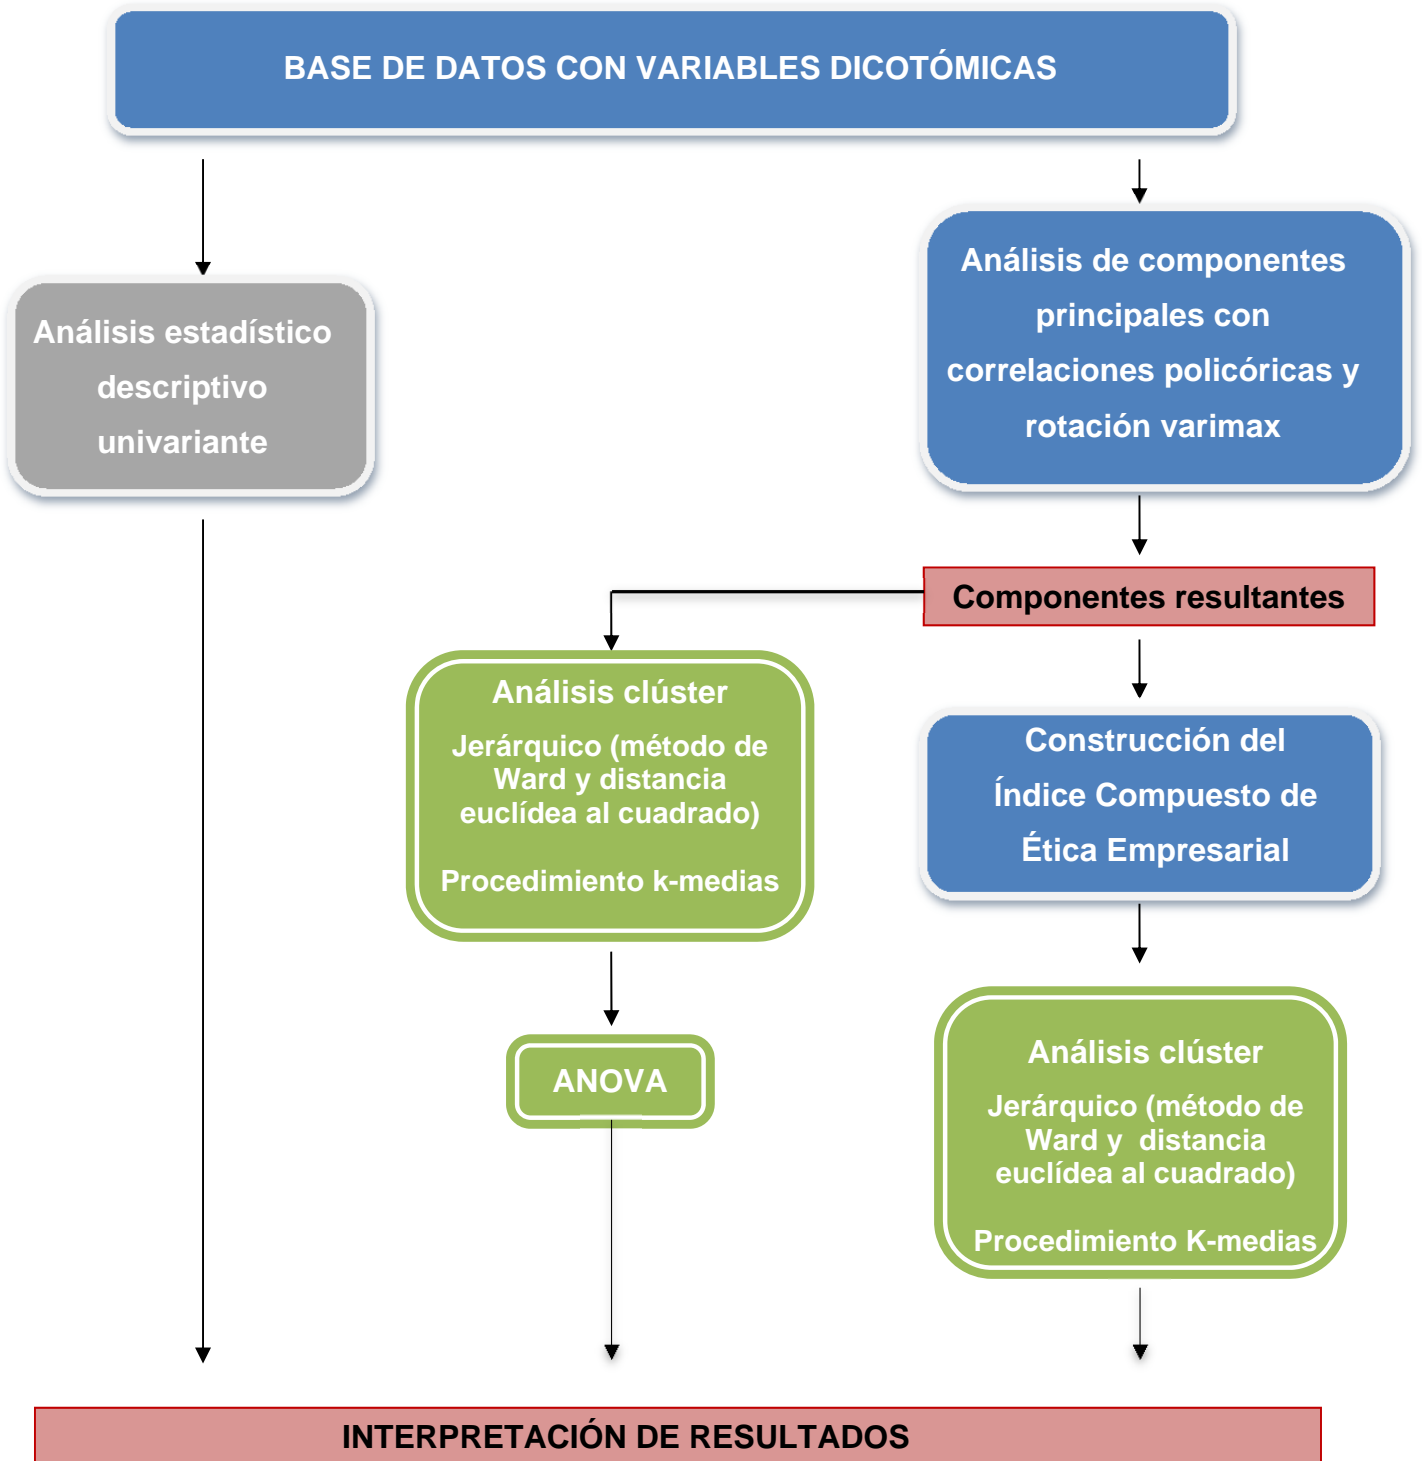 BASE DE DATOS CON VARIABLES DICOTÓMICAS
Análisis estadístico
descriptivo
univariante
Análisis de componentes
principales con
correlaciones policóricas y
rotación varimax
Componentes resultantes
Análisis clúster
Jerárquico (método de
Ward y distancia
euclídea al cuadrado)
Procedimiento k-medias
ANOVA
Construcción del
Índice Compuesto de
Ética Empresarial
Análisis clúster
Jerárquico (método de
Ward y  distancia
euclídea al cuadrado)
Procedimiento K-medias
INTERPRETACIÓN DE RESULTADOS